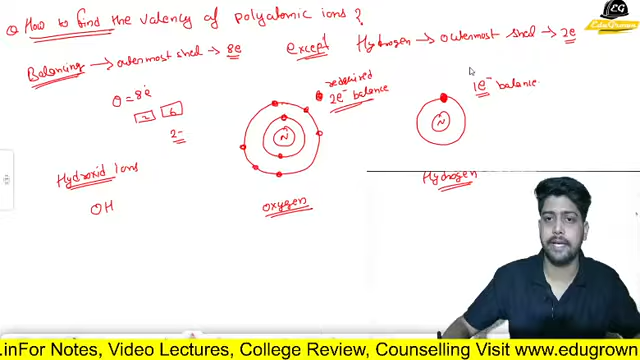 Q How to find the valency of polyatomic ions ?
EG
EduGrown
Balancing → outermost shell → 8e
except Hydrogen → outermost shell → 2e
O = 8e
2 6
2-
required
2e- balance
1e- balance
N
N
Hydroxid Ions
OH
oxygen
Hydrogen
.inFor Notes, Video Lectures, College Review, Counselling Visit www.edugrown